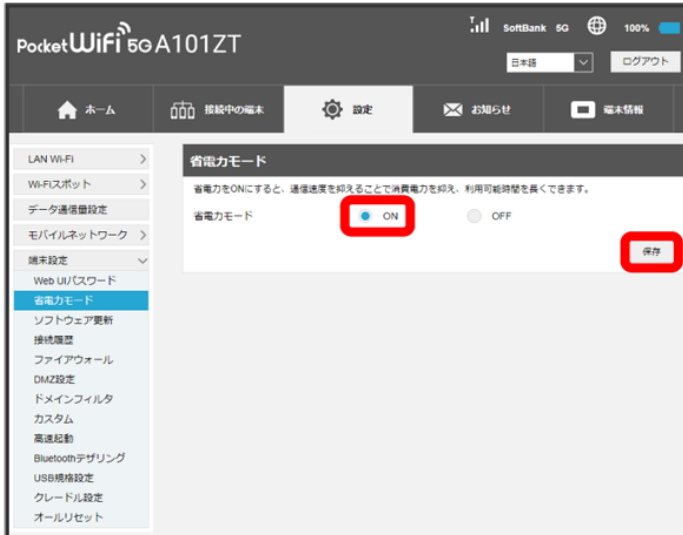 Pocket WiFi 5G A101ZT
SoftBank 5G 100%
日本語 ログアウト
ホーム 接続中の端末 設定 お知らせ 端末情報
LAN Wi-Fi
Wi-Fiスポット
データ通信量設定
モバイルネットワーク
端末設定
Web UIパスワード
省電力モード
ソフトウェア更新
接続履歴
ファイアウォール
DMZ設定
ドメインフィルタ
カスタム
高速起動
Bluetoothテザリング
USB規格設定
クレードル設定
オールリセット
省電力モード
省電力をONにすると、通信速度を抑えることで消費電力を抑え、利用可能時間を長くできます。
省電力モード ON OFF
保存